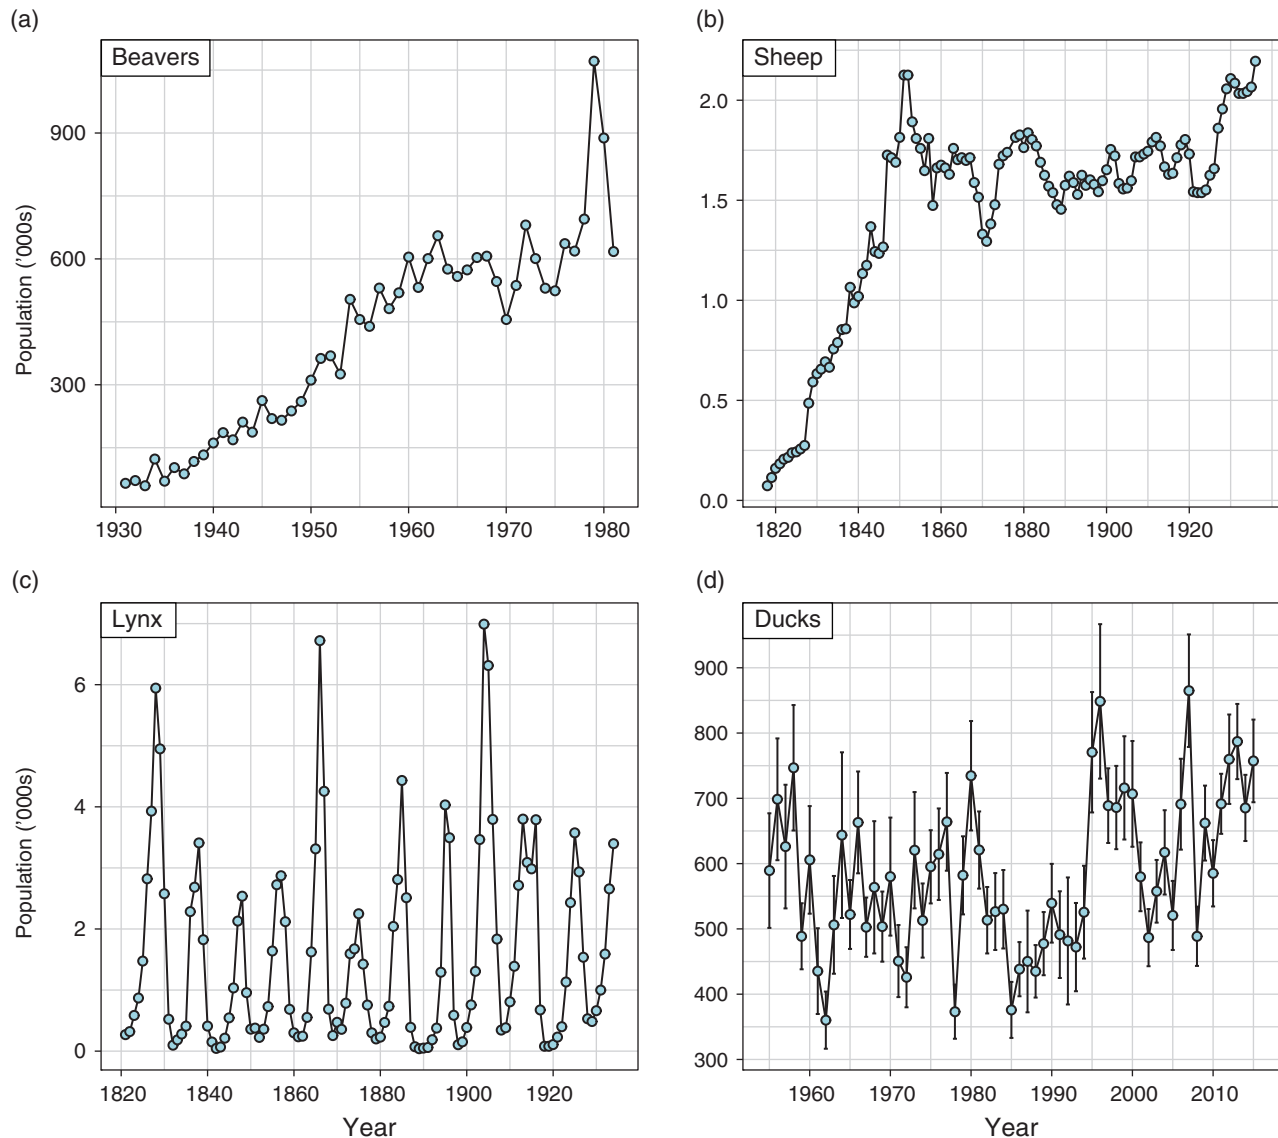 (a)
Beavers
Population ('000s)
900
600
300
1930 1940 1950 1960 1970 1980
(b)
Sheep
2.0
1.5
1.0
0.5
0.0
1820 1840 1860 1880 1900 1920
(c)
Lynx
Population ('000s)
6
4
2
0
1820 1840 1860 1880 1900 1920
Year
(d)
Ducks
900
800
700
600
500
400
300
1960 1970 1980 1990 2000 2010
Year